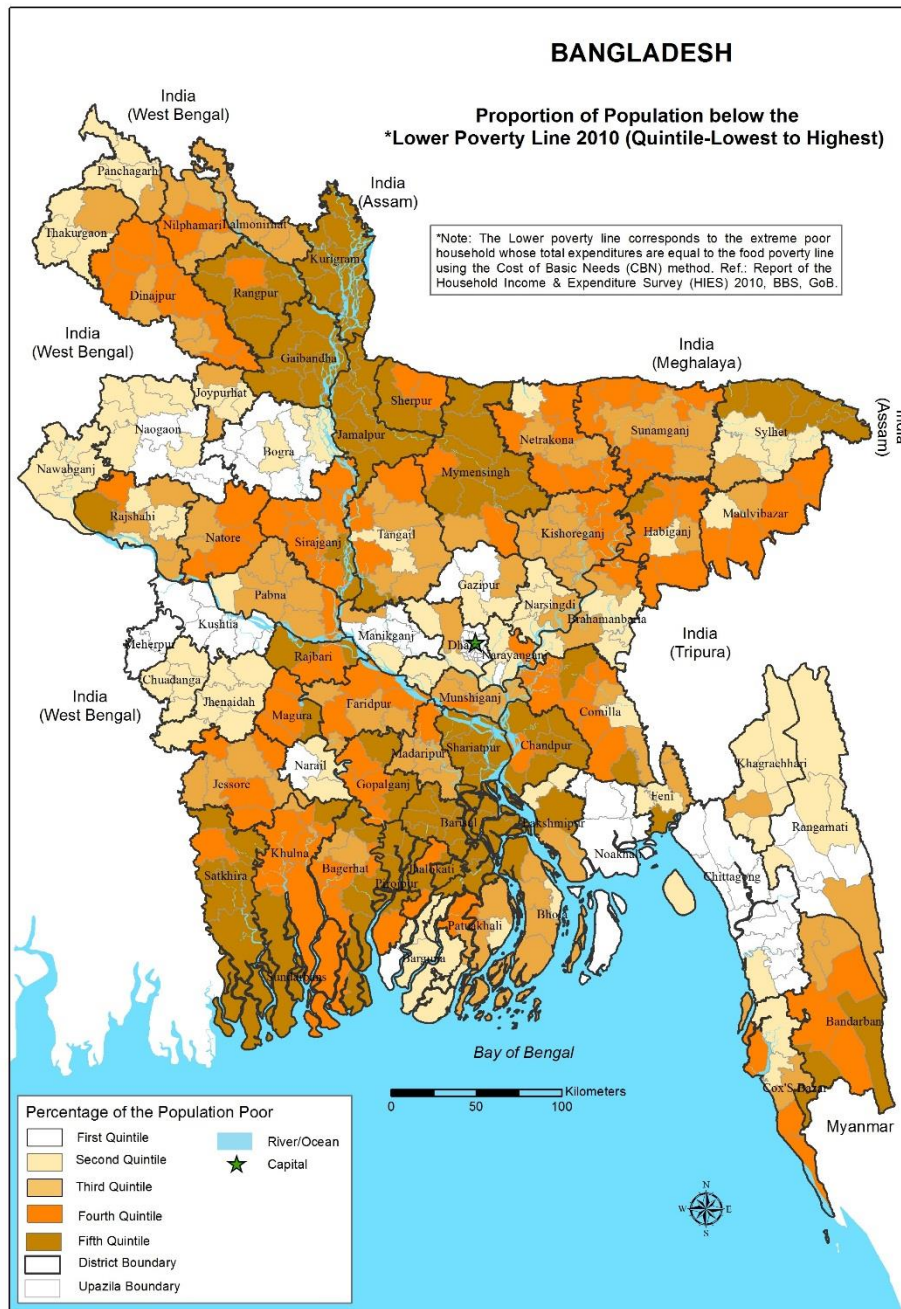 BANGLADESH
Proportion of Population below the
*Lower Poverty Line 2010 (Quintile-Lowest to Highest)
India
(West Bengal)
India
(Assam)
*Note: The Lower poverty line corresponds to the extreme poor
household whose total expenditures are equal to the food poverty line
using the Cost of Basic Needs (CBN) method. Ref.: Report of the
Household Income & Expenditure Survey (HIES) 2010, BBS, GoB.
Panchagarh
Thakurgaon
Nilphamari
Lalmonirhat
Kurigram
Dinajpur
Rangpur
India
(West Bengal)
Gaibandha
India
(Meghalaya)
India
(Assam)
Joypurhat
Sherpur
Naogaon
Bogra
Jamalpur
Netrakona
Sunamganj
Sylhet
Nawabganj
Mymensingh
Rajshahi
Natore
Sirajganj
Tangail
Kishoreganj
Habiganj
Maulvibazar
Gazipur
Pabna
Narsingdi
Kushtia
Manikganj
Brahamanbaria
Meherpur
Dhaka
Narayanganj
India
(Tripura)
Rajbari
Chuadanga
Jhenaidah
Munshiganj
India
(West Bengal)
Magura
Faridpur
Comilla
Madaripur
Shariatpur
Chandpur
Narail
Khagrachhari
Jessore
Gopalganj
Feni
Barisal
Lakshmipur
Rangamati
Khulna
Noakhali
Satkhira
Bagerhat
Jhalokati
Chittagong
Pirojpur
Patuakhali
Bhola
Barguna
Sundarbans
Bandarban
Bay of Bengal
Cox'S Bazar
Kilometers
0 50 100
Myanmar
Percentage of the Population Poor
First Quintile
Second Quintile
Third Quintile
Fourth Quintile
Fifth Quintile
District Boundary
Upazila Boundary
River/Ocean
Capital
N
W E
S